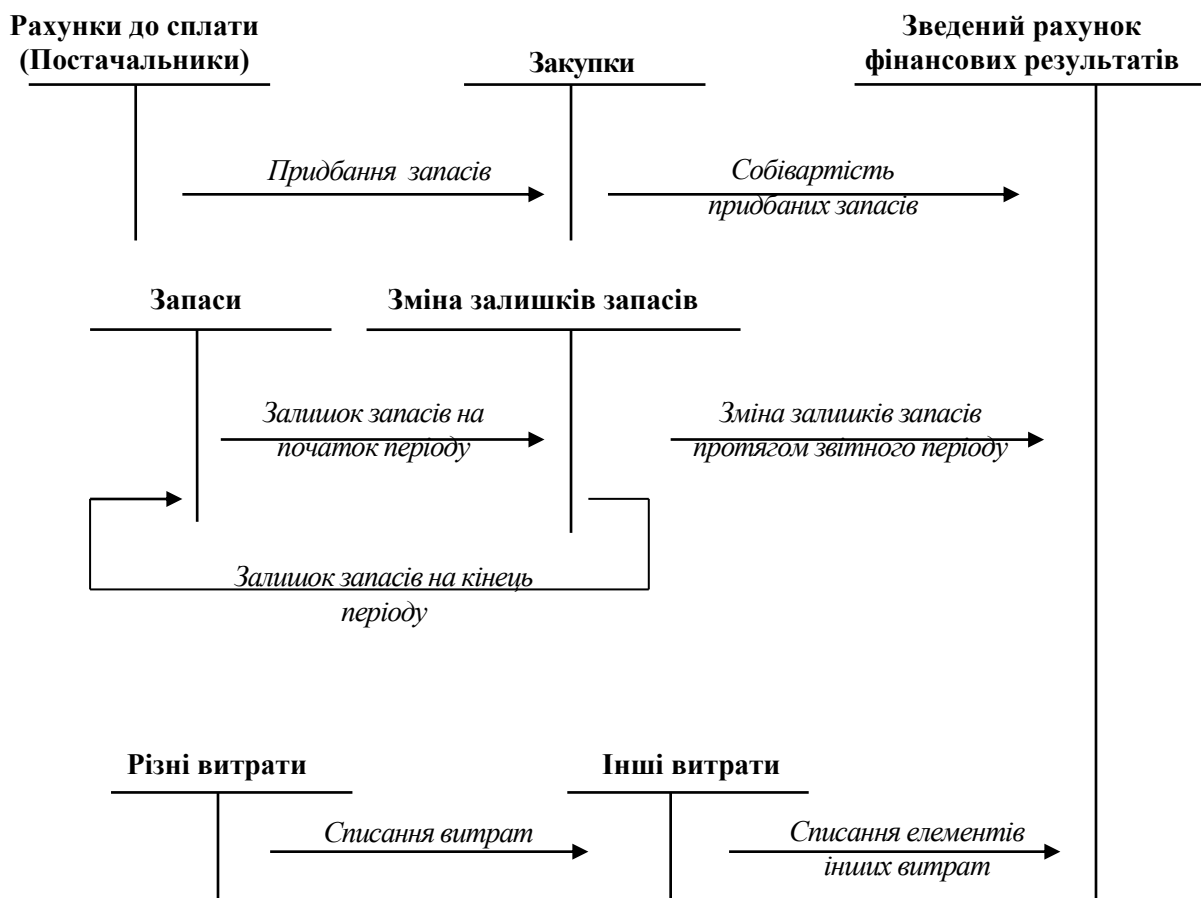 Рахунки до сплати
(Постачальники)
Закупки
Зведений рахунок
фінансових результатів
Придбання запасів
Собівартість
придбаних запасів
Запаси
Зміна залишків запасів
Залишок запасів на
початок періоду
Зміна залишків запасів
протягом звітного періоду
Залишок запасів на кінець
періоду
Різні витрати
Інші витрати
Списання витрат
Списання елементів
інших витрат